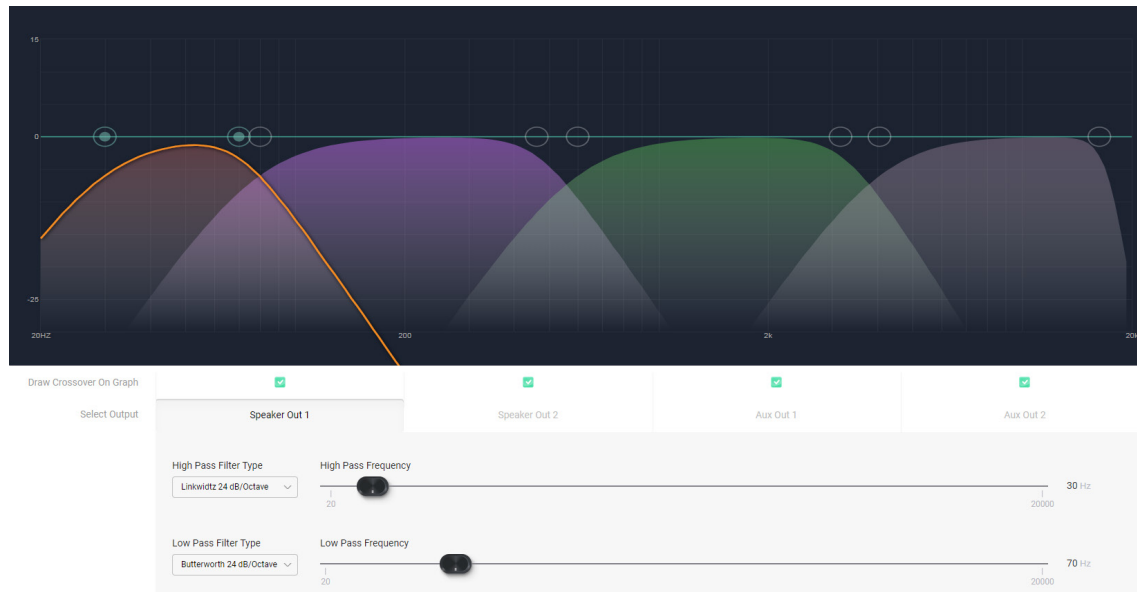 15
0
-25
20HZ 200 2k 20k
Draw Crossover On Graph
Select Output Speaker Out 1 Speaker Out 2 Aux Out 1 Aux Out 2
High Pass Filter Type High Pass Frequency
Linkwidtz 24 dB/Octave 30 Hz
20 20000
Low Pass Filter Type Low Pass Frequency
Butterworth 24 dB/Octave 70 Hz
20 20000